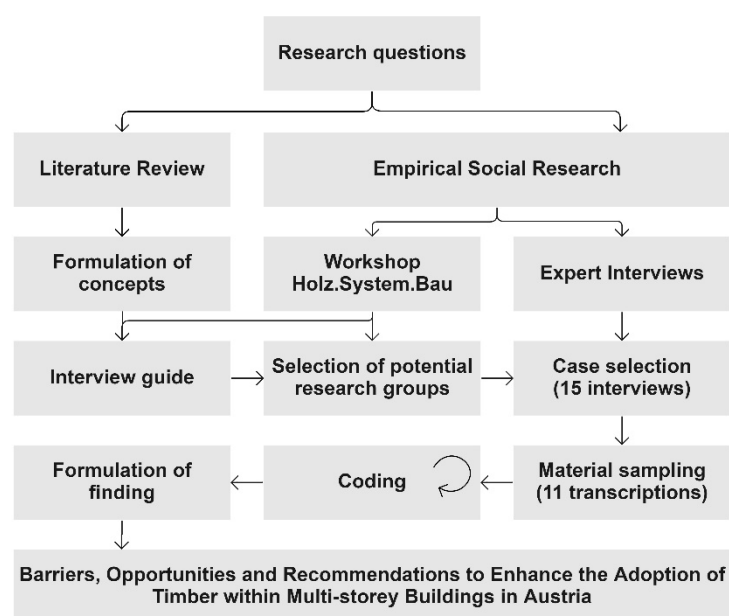 Research questions
Literature Review
Empirical Social Research
Formulation of
concepts
Workshop
Holz.System.Bau
Expert Interviews
Interview guide
Selection of potential
research groups
Case selection
(15 interviews)
Formulation of
finding
Coding
Material sampling
(11 transcriptions)
Barriers, Opportunities and Recommendations to Enhance the Adoption of
Timber within Multi-storey Buildings in Austria